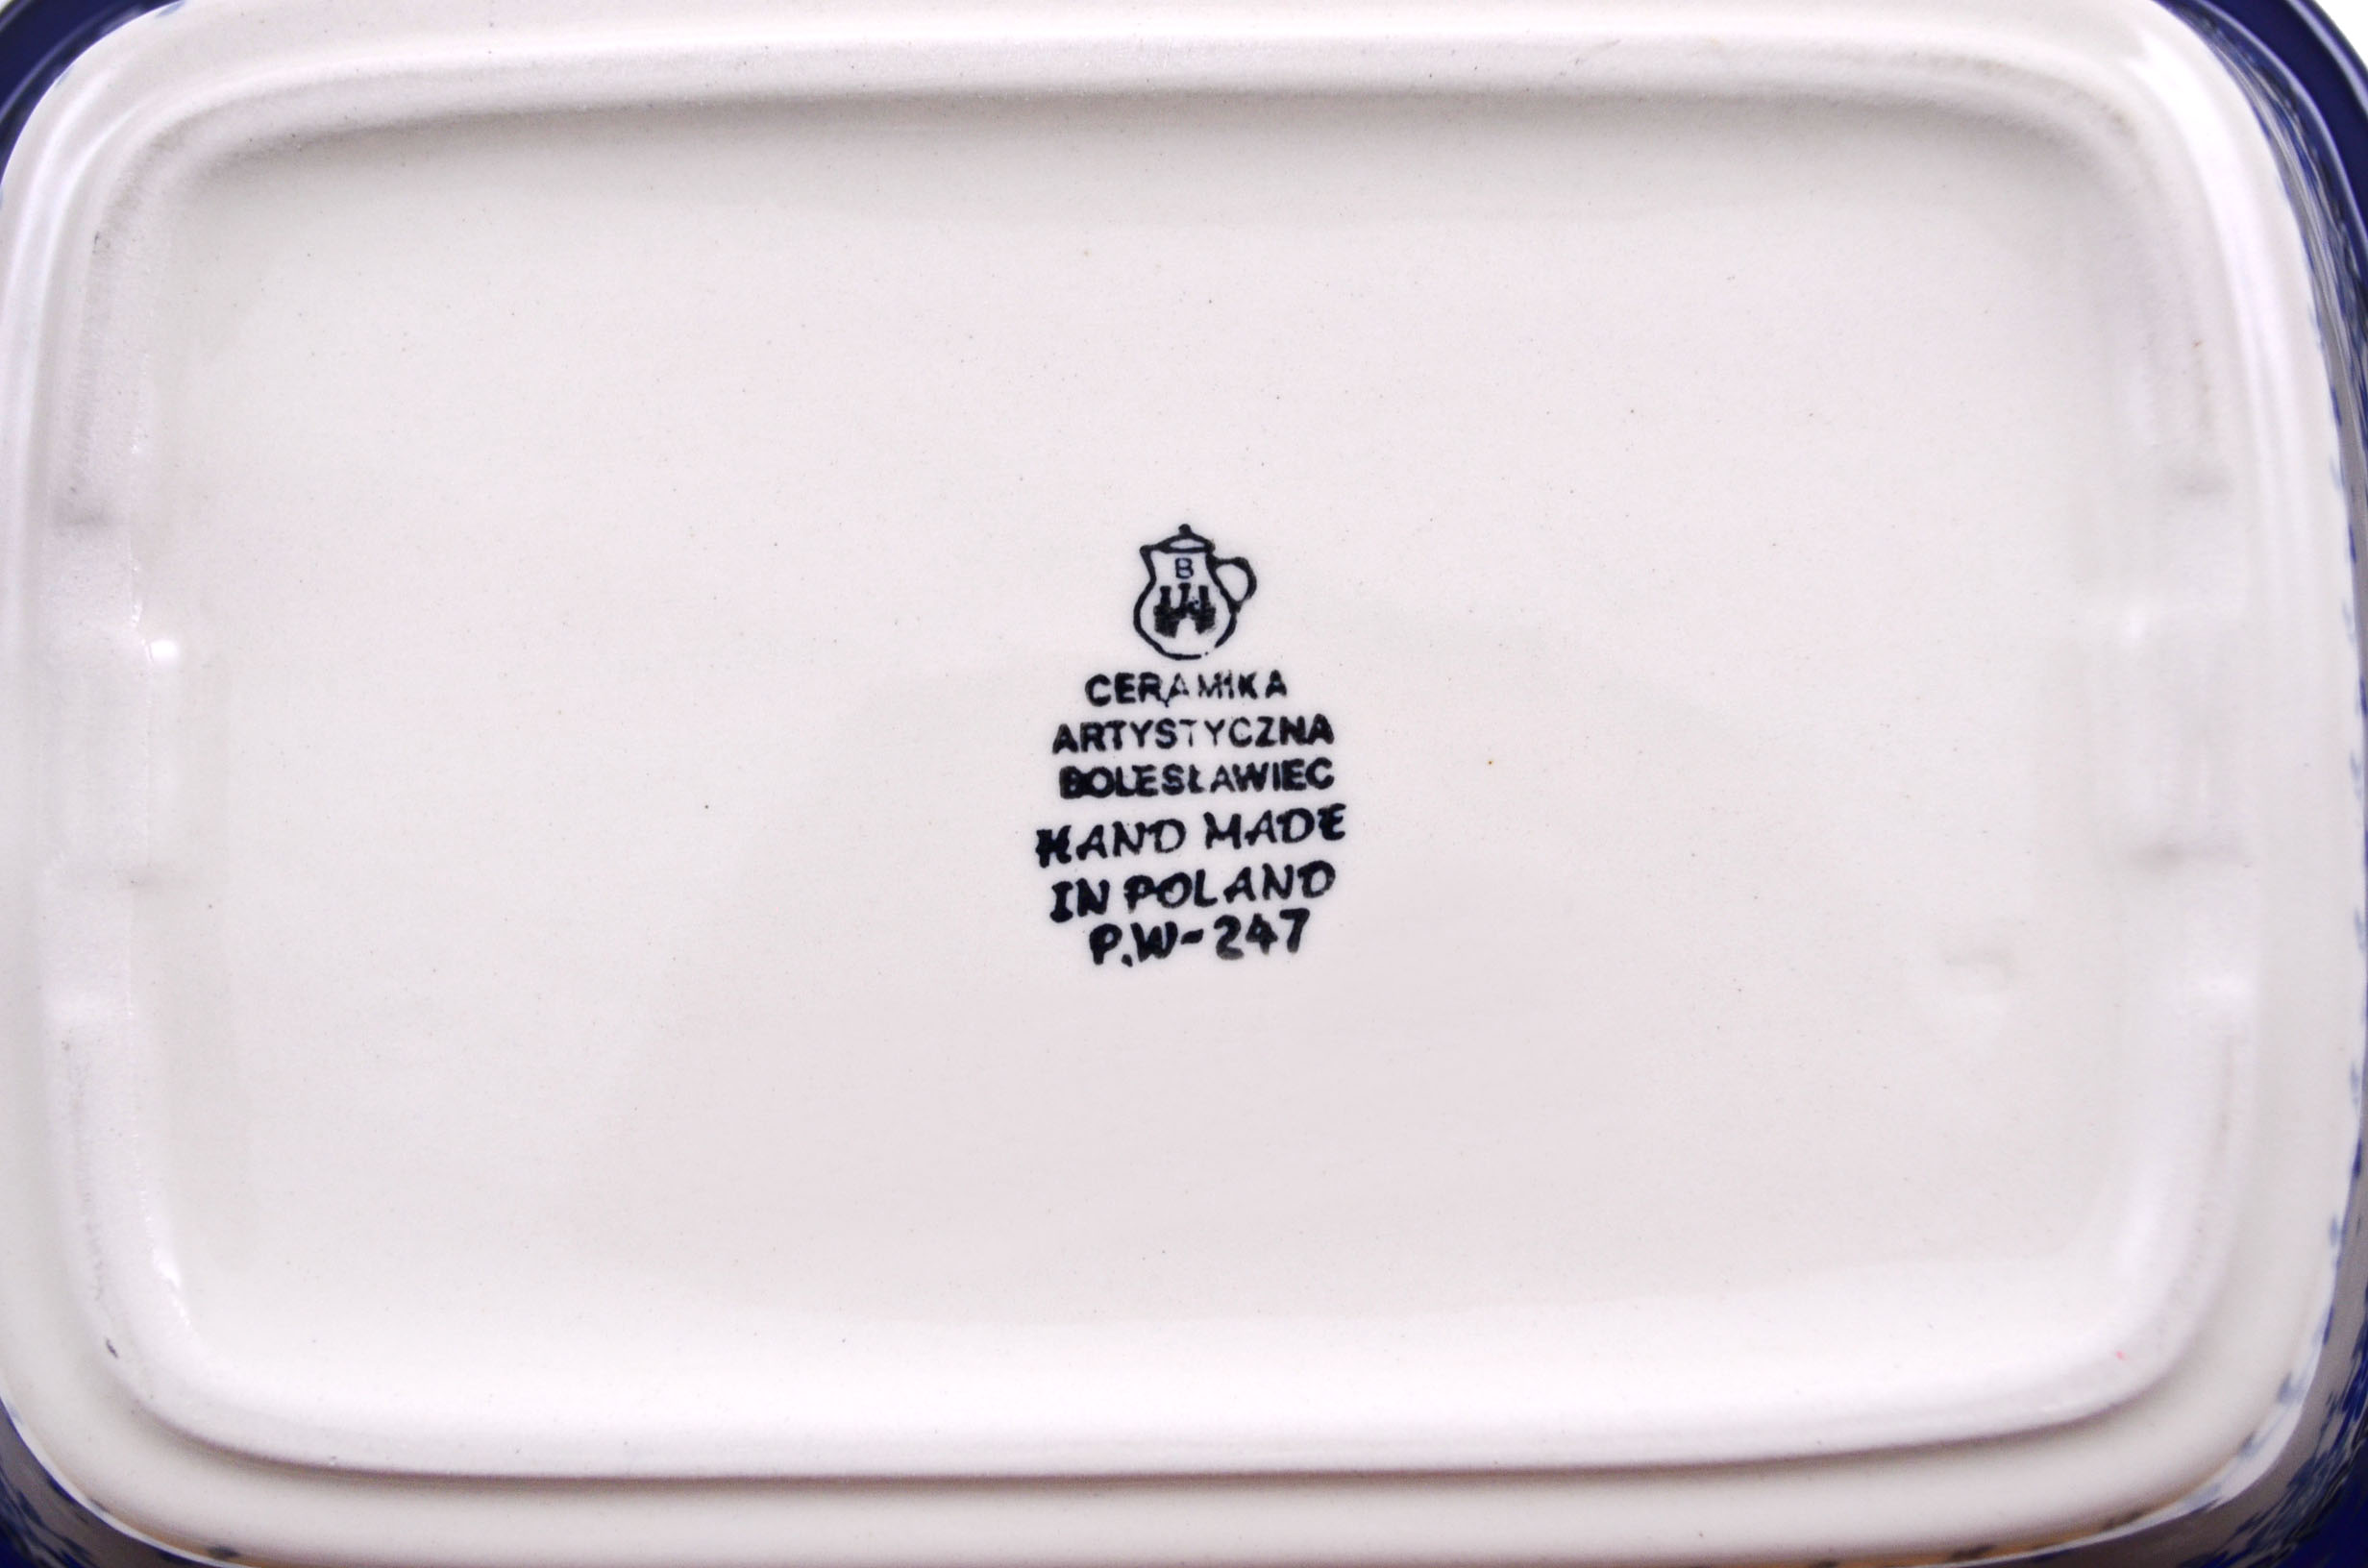 B
CERAMIKA
ARTYSTYCZNA
BOLESŁAWIEC
HAND MADE
IN POLAND
P.W-247